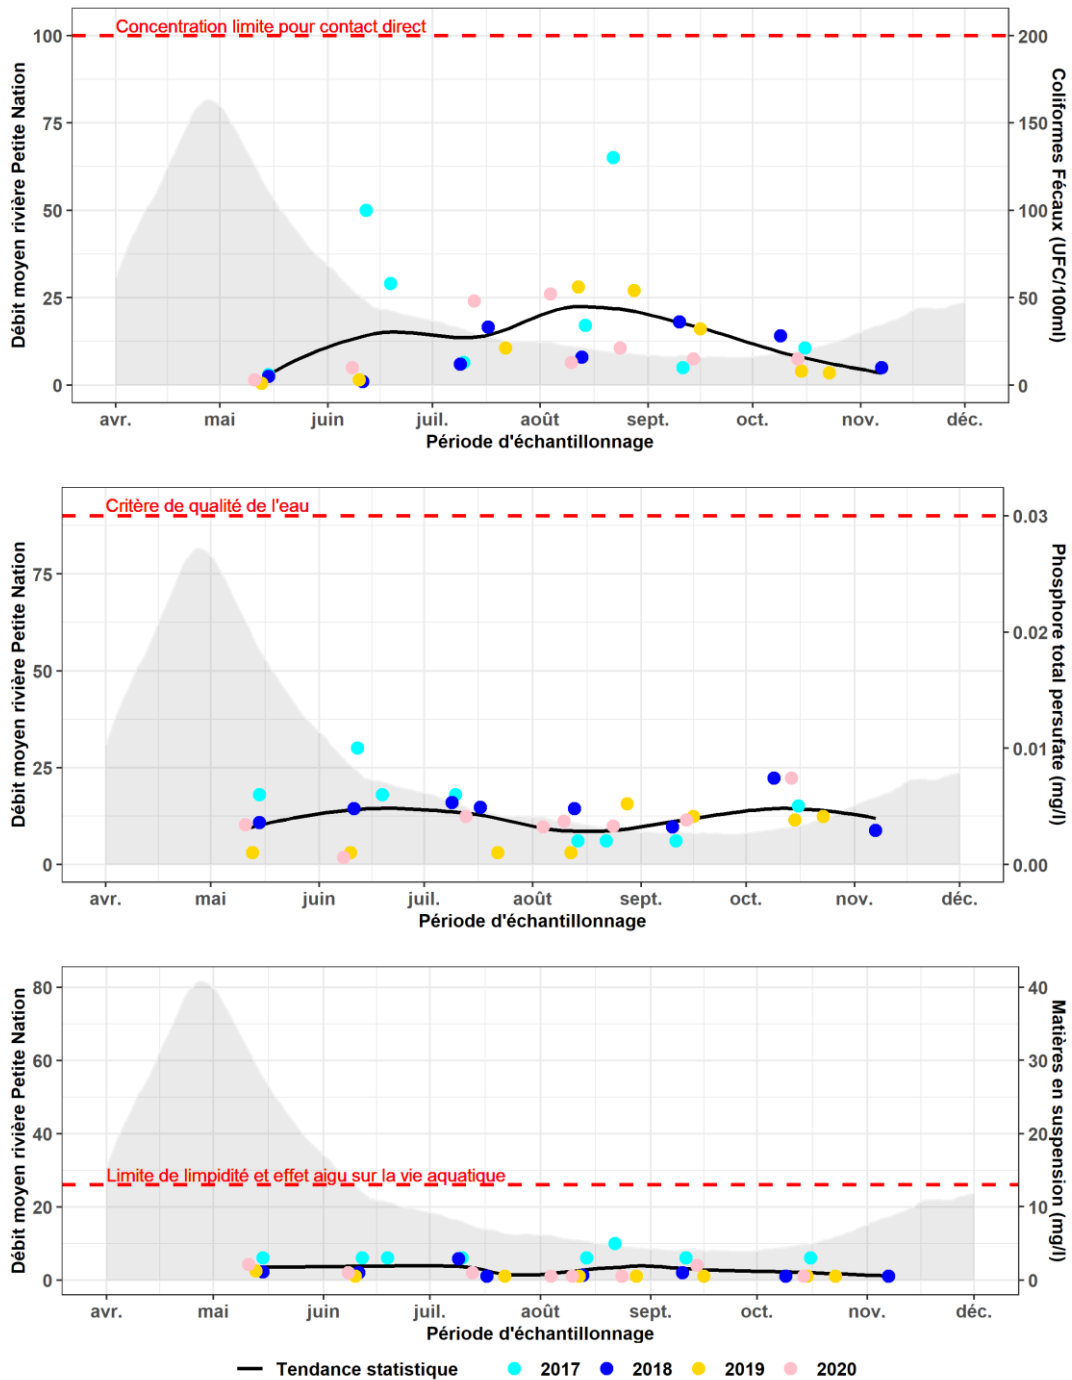 Concentration limite pour contact direct
100
75
50
25
0
200
150
100
50
0
Débit moyen rivière Petite Nation
Coliformes Fécaux (UFC/100ml)
avr. mai juin juil. août sept. oct. nov. déc.
Période d'échantillonnage
Critère de qualité de l'eau
75
50
25
0
0.03
0.02
0.01
0.00
Débit moyen rivière Petite Nation
Phosphore total persufate (mg/l)
avr. mai juin juil. août sept. oct. nov. déc.
Période d'échantillonnage
80
60
40
20
0
40
30
20
10
0
Limite de limpidité et effet aigu sur la vie aquatique
Débit moyen rivière Petite Nation
Matières en suspension (mg/l)
avr. mai juin juil. août sept. oct. nov. déc.
Période d'échantillonnage
Tendance statistique 2017 2018 2019 2020